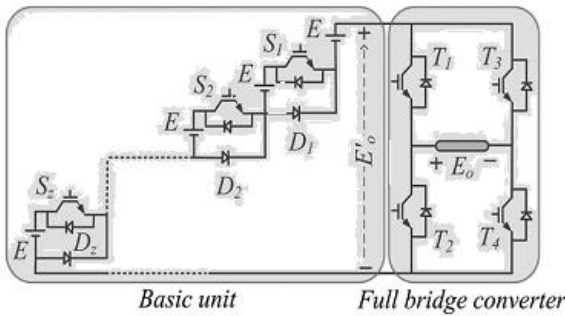 E
S1
+
T1
T3
E
S2
E
D1
E'o
+ Eo −
D2
Sz
T2
T4
E
Dz
−
Basic unit
Full bridge converter